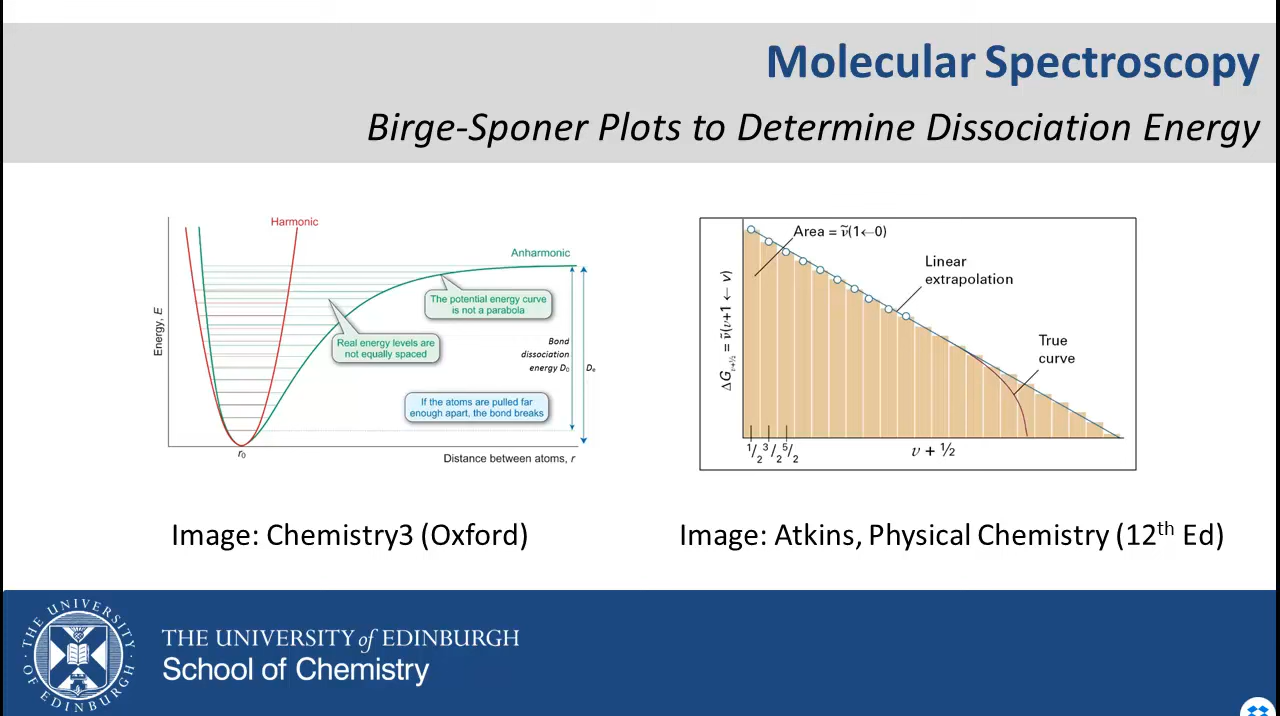 Molecular Spectroscopy
Birge-Sponer Plots to Determine Dissociation Energy
Harmonic
Anharmonic
The potential energy curve
is not a parabola
Real energy levels are
not equally spaced
Bond
dissociation
energy D₀
Dₑ
If the atoms are pulled far
enough apart, the bond breaks
Energy, E
r₀
Distance between atoms, r
Area = ṽ(1←0)
Linear
extrapolation
True
curve
ΔG𝑣+½ = ṽ(𝑣+1 ← 𝑣)
1/2 3/2 5/2
𝑣 + ½
Image: Chemistry3 (Oxford)
Image: Atkins, Physical Chemistry (12th Ed)
THE UNIVERSITY OF EDINBURGH
THE UNIVERSITY of EDINBURGH
School of Chemistry